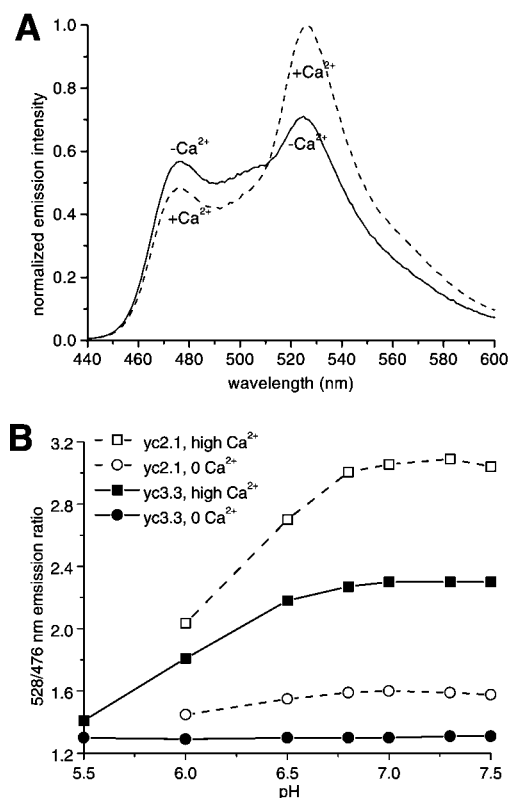 A
1.0
0.8
0.6
0.4
0.2
0.0
normalized emission intensity
+Ca2+
-Ca2+
-Ca2+
+Ca2+
440 460 480 500 520 540 560 580 600
wavelength (nm)
B
3.2
2.8
2.4
2.0
1.6
1.2
528/476 nm emsission ratio
yc2.1, high Ca2+
yc2.1, 0 Ca2+
yc3.3, high Ca2+
yc3.3, 0 Ca2+
5.5 6.0 6.5 7.0 7.5
pH